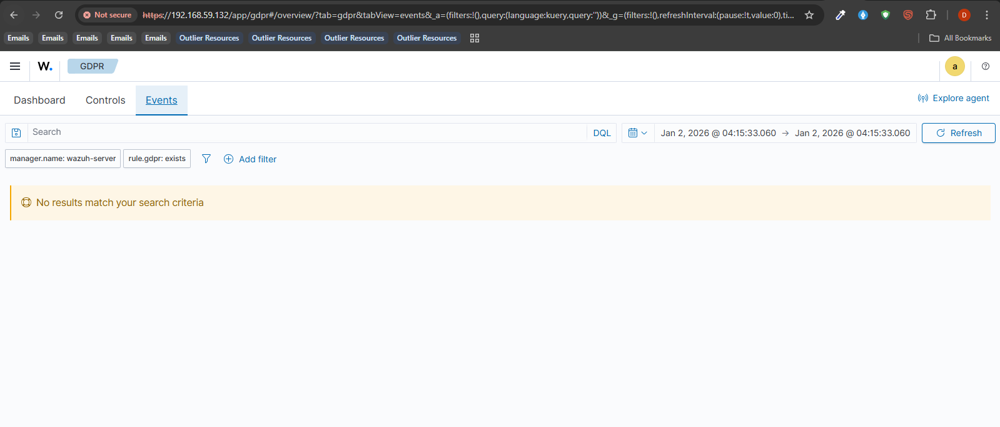 Not secure https://192.168.59.132/app/gdpr#/overview/?tab=gdpr&tabView=events&_a=(filters:!(),query:(language:kuery,query:''))&_g=(filters:!(),refreshInterval:(pause:!t,value:0),ti... D
Emails Emails Emails Emails Emails Outlier Resources Outlier Resources Outlier Resources Outlier Resources All Bookmarks
W. GDPR a
Dashboard Controls Events Explore agent
Search DQL Jan 2, 2026 @ 04:15:33.060 → Jan 2, 2026 @ 04:15:33.060 Refresh
manager.name: wazuh-server rule.gdpr: exists Add filter
No results match your search criteria